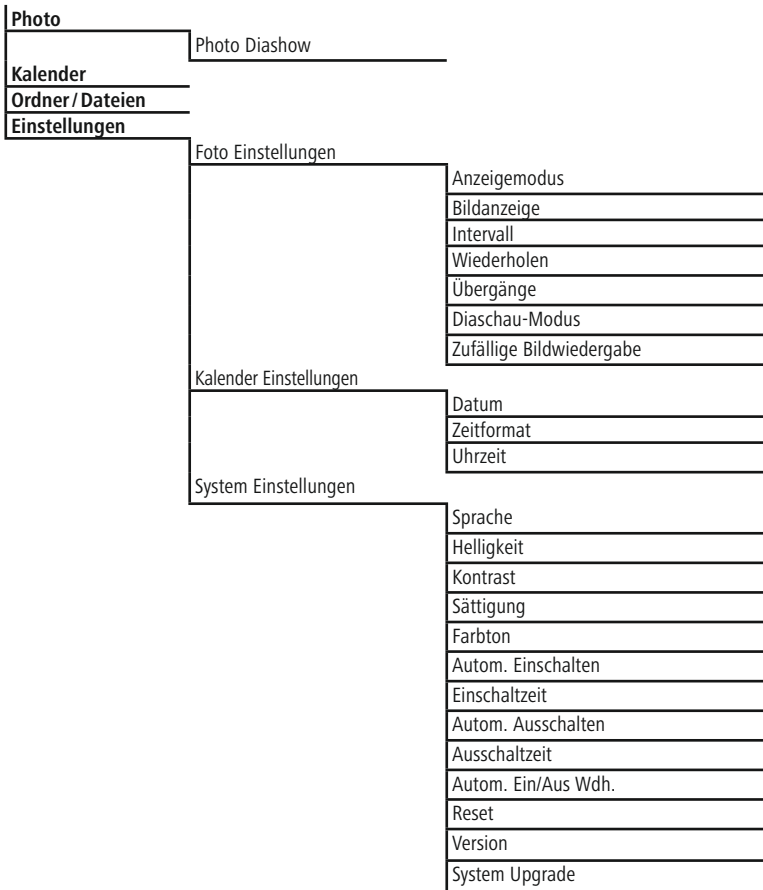 Photo
Photo Diashow
Kalender
Ordner / Dateien
Einstellungen
Foto Einstellungen
Anzeigemodus
Bildanzeige
Intervall
Wiederholen
Übergänge
Diaschau-Modus
Zufällige Bildwiedergabe
Kalender Einstellungen
Datum
Zeitformat
Uhrzeit
System Einstellungen
Sprache
Helligkeit
Kontrast
Sättigung
Farbton
Autom. Einschalten
Einschaltzeit
Autom. Ausschalten
Ausschaltzeit
Autom. Ein/Aus Wdh.
Reset
Version
System Upgrade